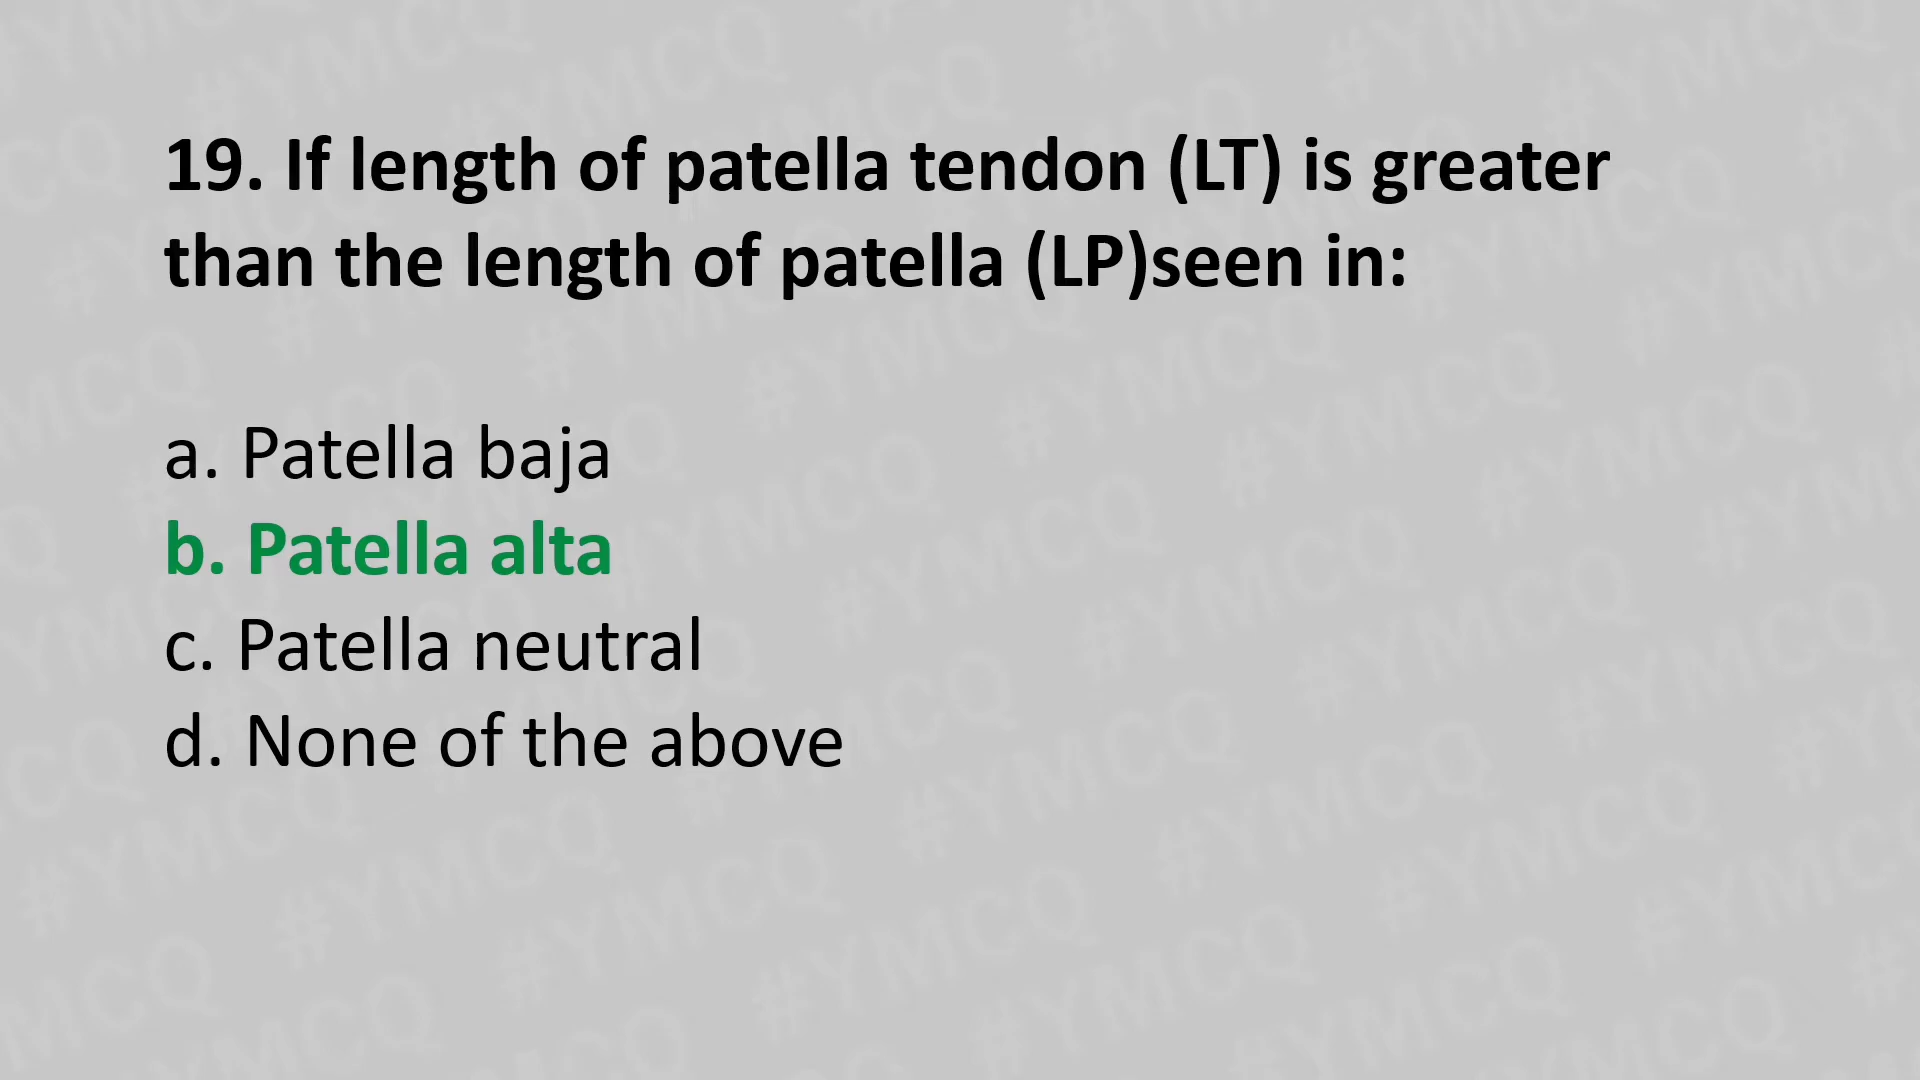 19. If length of patella tendon (LT) is greater
than the length of patella (LP)seen in:
a. Patella baja
b. Patella alta
c. Patella neutral
d. None of the above
#YMCQ